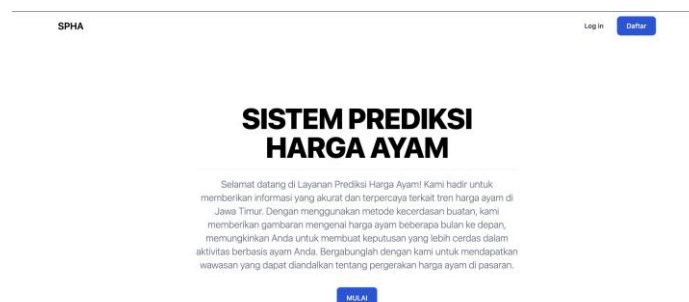 SPHA
Log in
Daftar
SISTEM PREDIKSI
HARGA AYAM
Selamat datang di Layanan Prediksi Harga Ayam! Kami hadir untuk
memberikan informasi yang akurat dan terpercaya terkait tren harga ayam di
Jawa Timur. Dengan menggunakan metode kecerdasan buatan, kami
memberikan gambaran mengenai harga ayam beberapa bulan ke depan,
memungkinkan Anda untuk membuat keputusan yang lebih cerdas dalam
aktivitas berbasis ayam Anda. Bergabunglah dengan kami untuk mendapatkan
wawasan yang dapat diandalkan tentang pergerakan harga ayam di pasaran.
MULAI